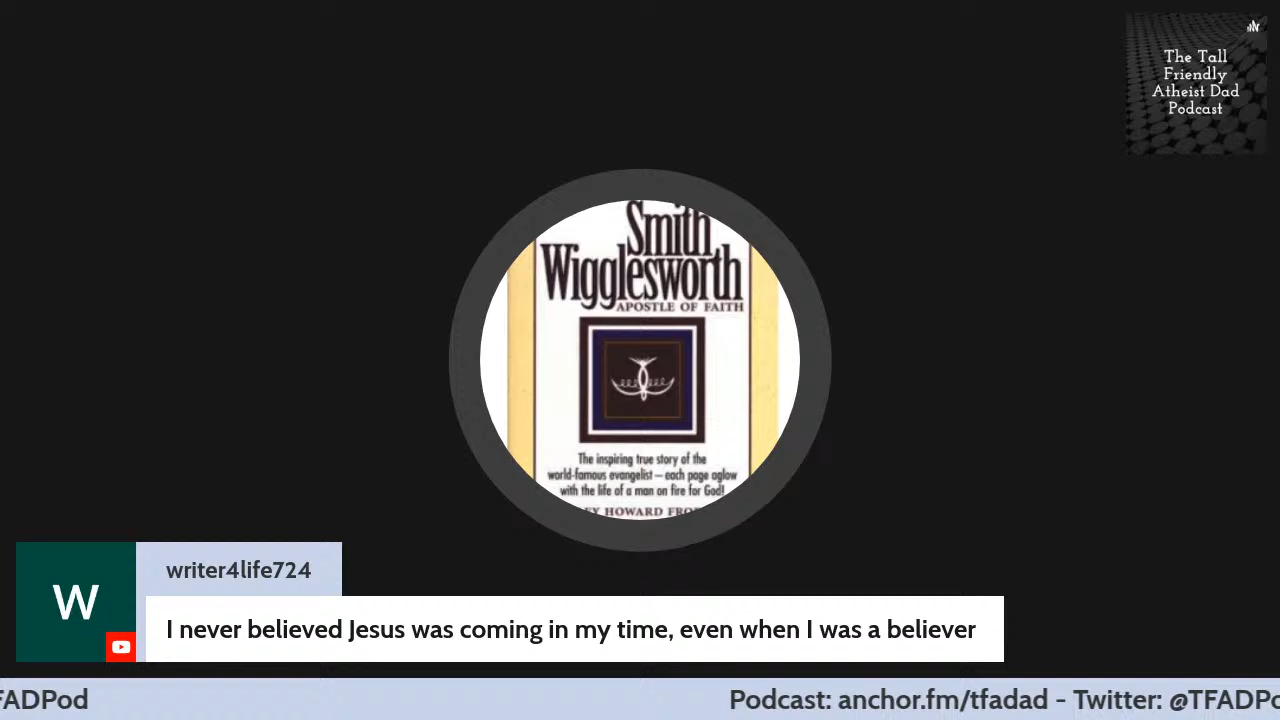 The Tall
Friendly
Atheist Dad
Podcast
Smith
Wigglesworth
APOSTLE OF FAITH
The inspiring true story of the
world-famous evangelist – each page aglow
with the life of a man on fire for God!
HOWARD
writer4life724
W
I never believed Jesus was coming in my time, even when I was a believer
FADPod
Podcast: anchor.fm/tfadad - Twitter: @TFADPo